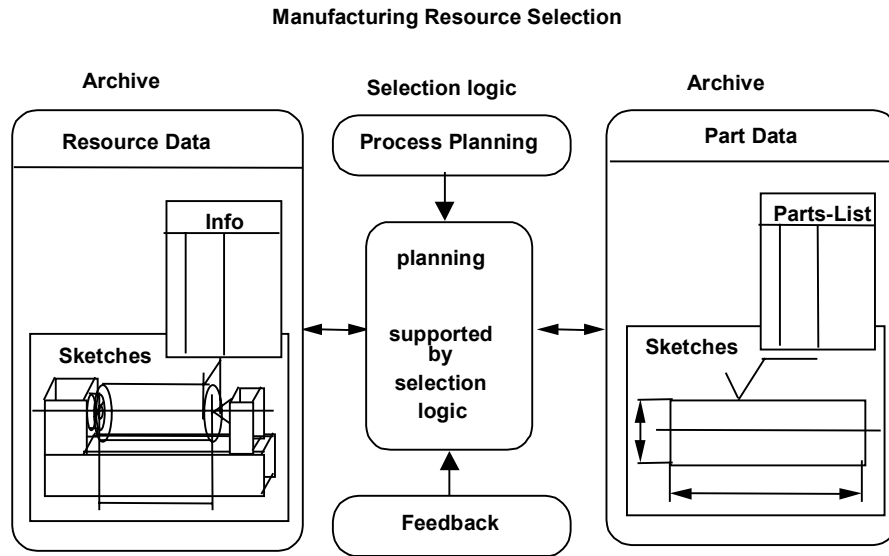 Manufacturing Resource Selection
Archive
Selection logic
Archive
Resource Data
Process Planning
Part Data
Info
Sketches
planning
supported
by
selection
logic
Parts-List
Sketches
Feedback